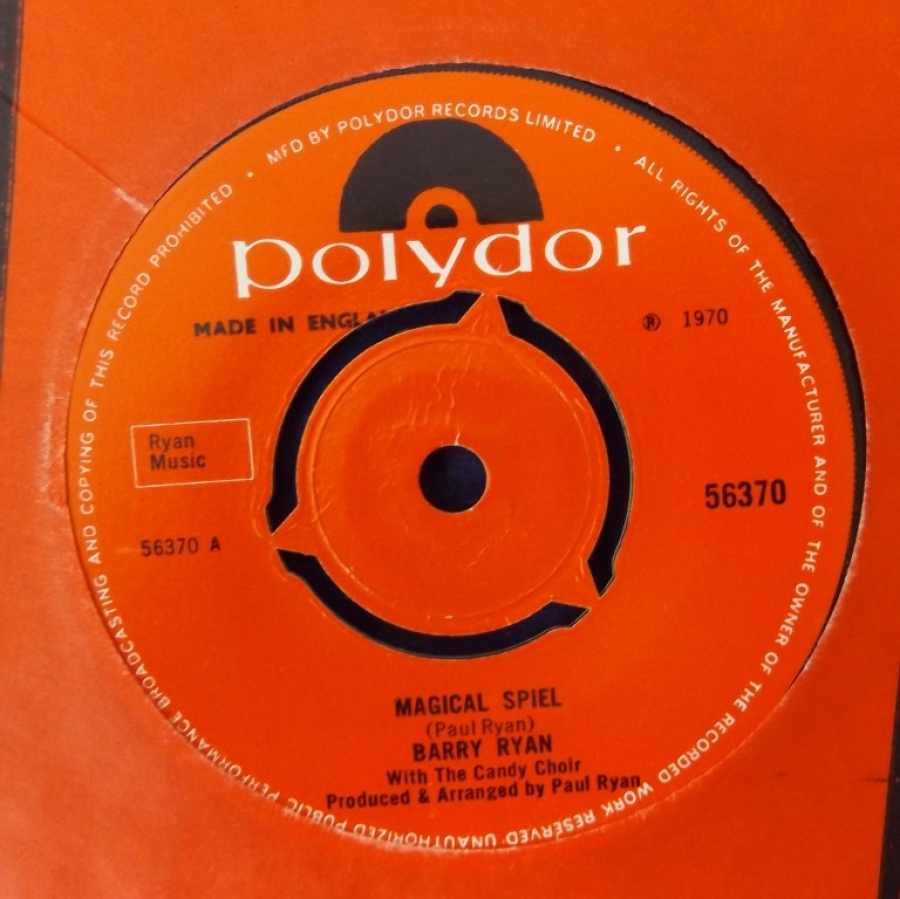 MFD BY POLYDOR RECORDS LIMITED • ALL RIGHTS OF THE MANUFACTURER AND OF THE OWNER OF THE RECORDED WORK RESERVED UNAUTHORIZED PUBLIC PERFORMANCE BROADCASTING AND COPYING OF THIS RECORD PROHIBITED •
polydor
MADE IN ENGLA
℗ 1970
Ryan
Music
56370
56370 A
MAGICAL SPIEL
(Paul Ryan)
BARRY RYAN
With The Candy Choir
Produced & Arranged by Paul Ryan